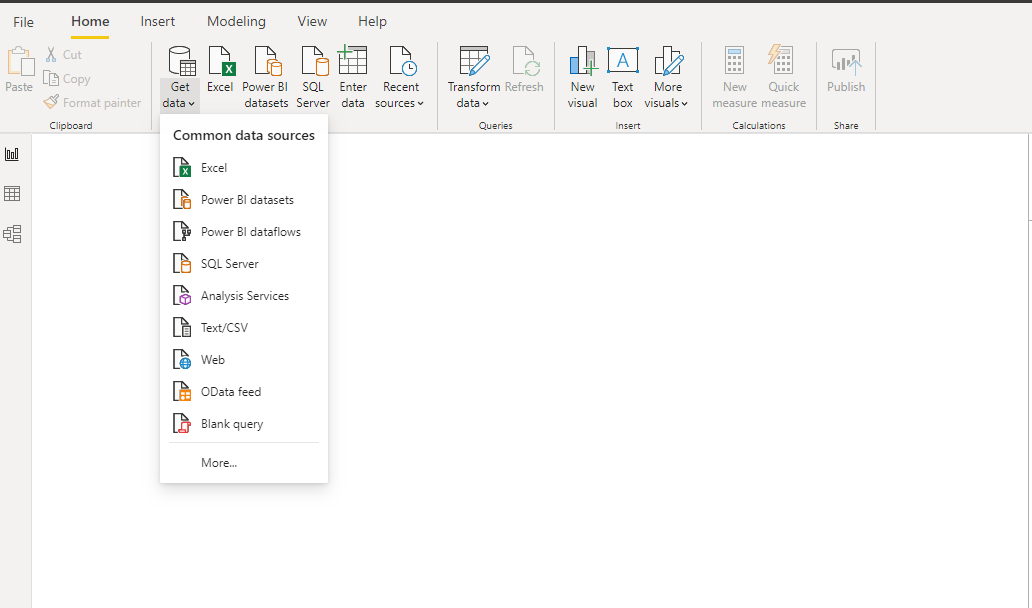 File Home Insert Modeling View Help
Paste
Cut
Copy
Format painter
Clipboard
Get
data
Excel
Power BI
datasets
SQL
Server
Enter
data
Recent
sources
Transform
data
Refresh
Queries
New
visual
Text
box
More
visuals
Insert
New
measure
Quick
measure
Calculations
Publish
Share
Common data sources
Excel
Power BI datasets
Power BI dataflows
SQL Server
Analysis Services
Text/CSV
Web
OData feed
Blank query
More...